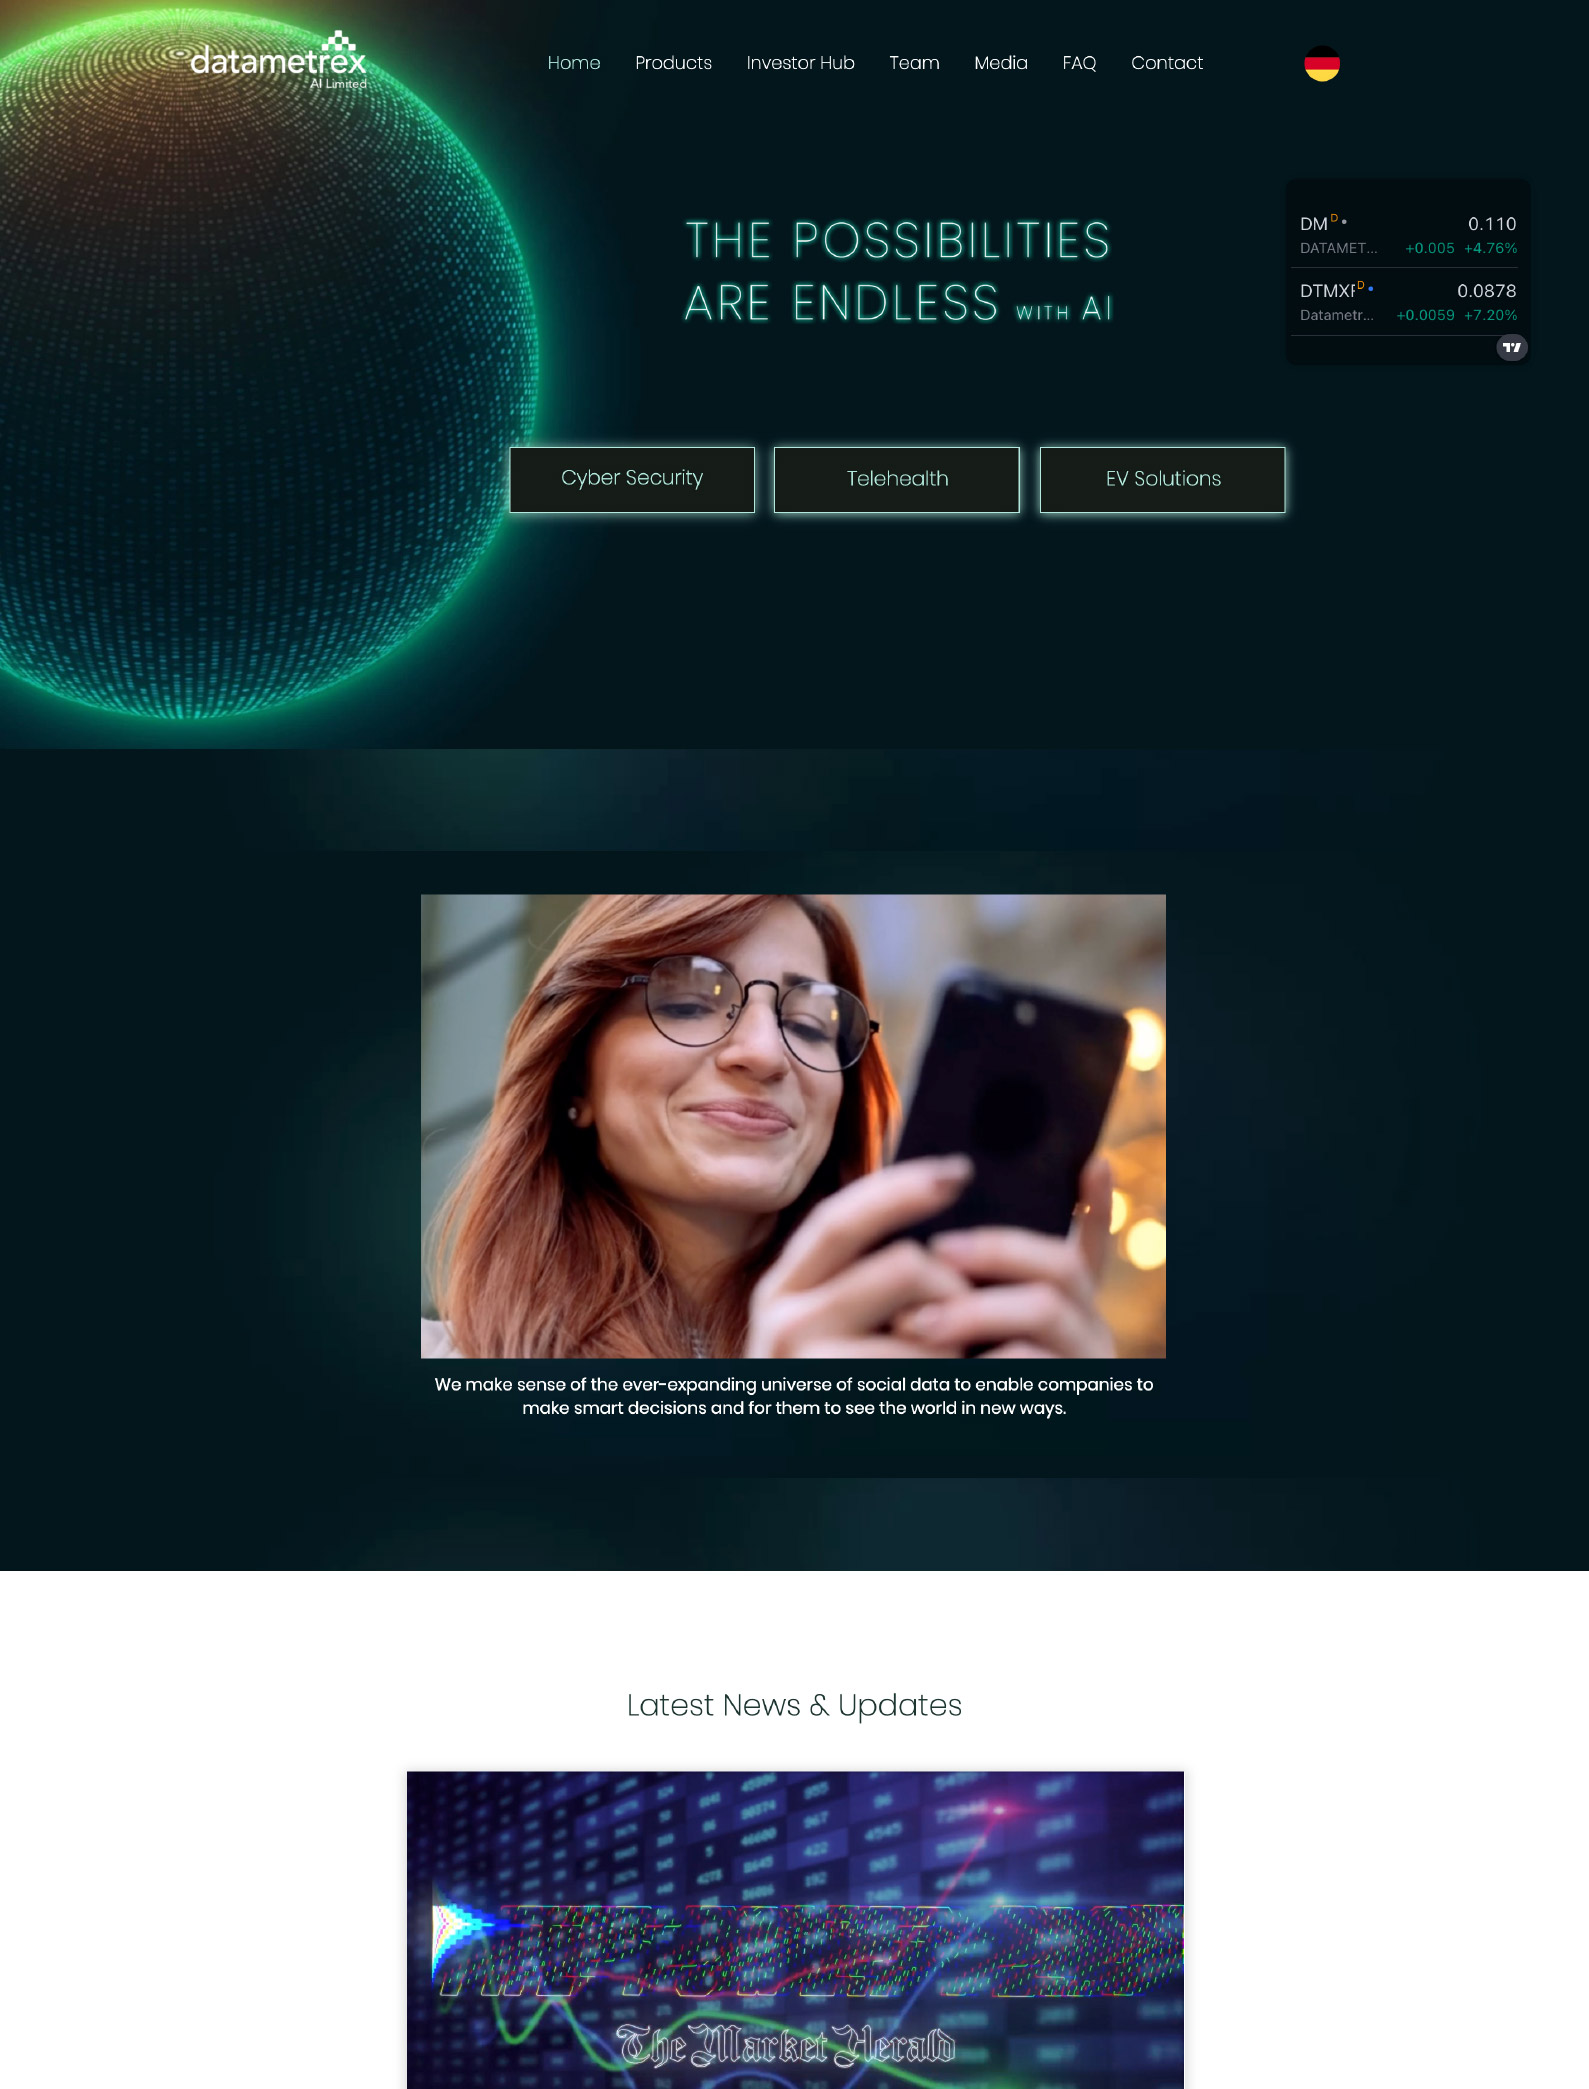 datametrex
AI Limited
Home Products Investor Hub Team Media FAQ Contact
THE POSSIBILITIES
ARE ENDLESS WITH AI
DM D 0.110
DATAMET... +0.005 +4.76%
DTMXF D 0.0878
Datametr... +0.0059 +7.20%
Cyber Security Telehealth EV Solutions
We make sense of the ever-expanding universe of social data to enable companies to
make smart decisions and for them to see the world in new ways.
Latest News & Updates
The Market Herald